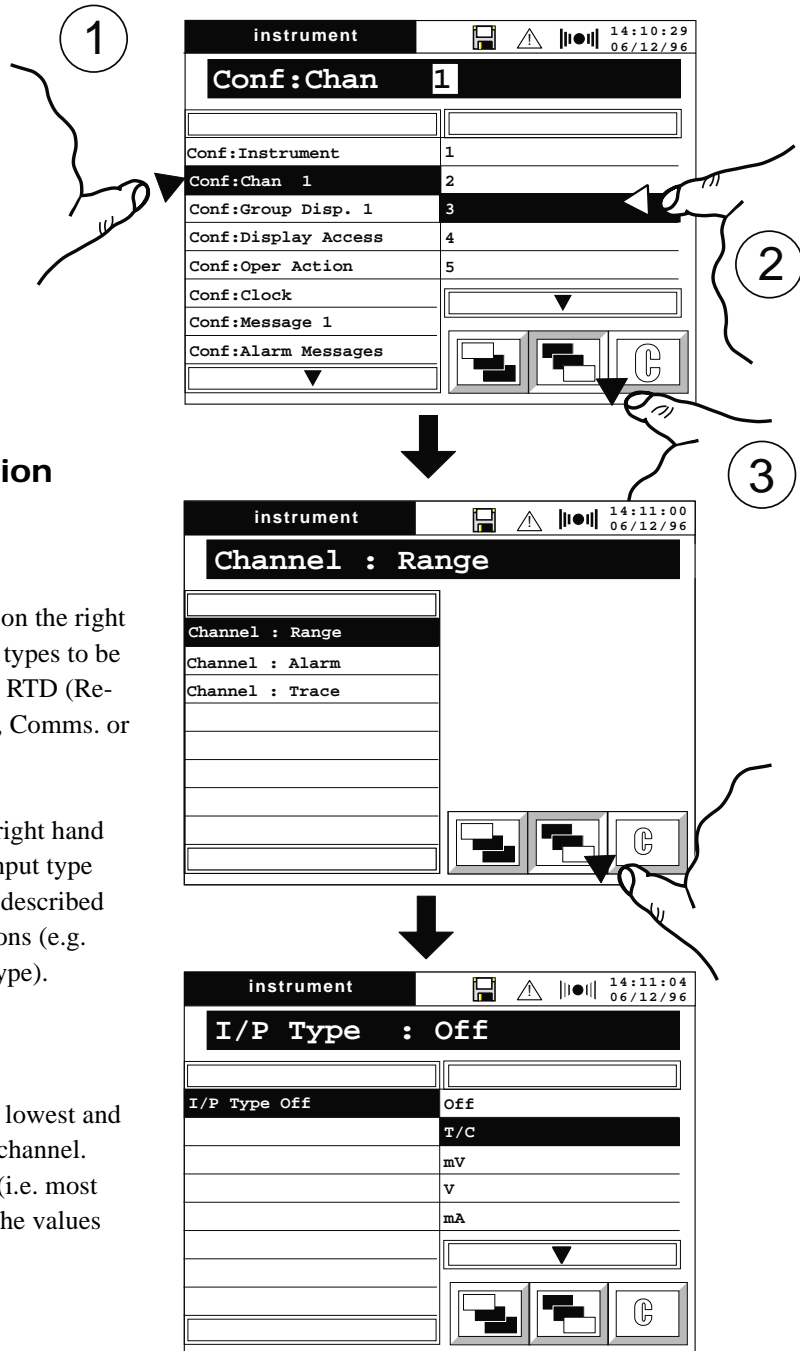 1
instrument
14:10:29
06/12/96
Conf:Chan 1
Conf:Instrument
Conf:Chan 1
Conf:Group Disp. 1
Conf:Display Access
Conf:Oper Action
Conf:Clock
Conf:Message 1
Conf:Alarm Messages
1
2
3
4
5
C
2
3
ion
on the right
types to be
RTD (Re-
, Comms. or
right hand
nput type
described
ons (e.g.
ype).
lowest and
channel.
(i.e. most
he values
instrument
14:11:00
06/12/96
Channel : Range
Channel : Range
Channel : Alarm
Channel : Trace
C
instrument
14:11:04
06/12/96
I/P Type : Off
I/P Type Off
Off
T/C
mV
V
mA
C